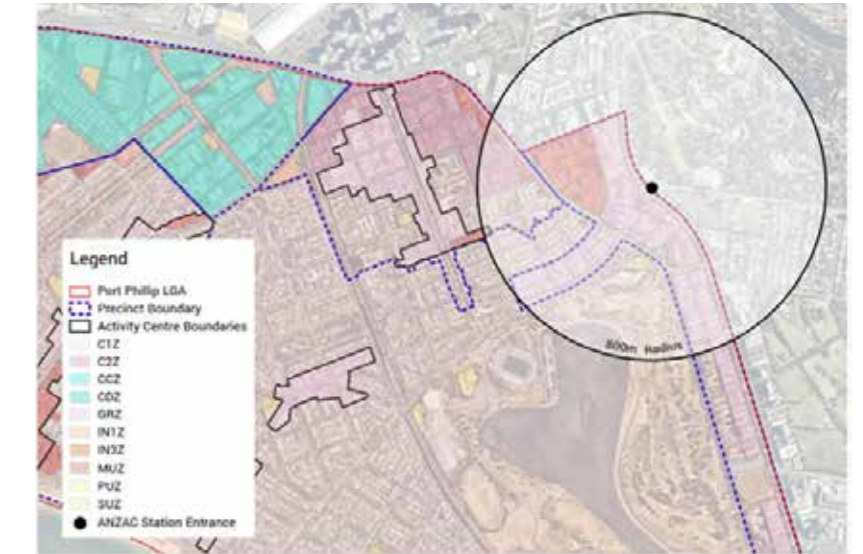 800m Radius
Legend
Port Phillip LGA
Precinct Boundary
Activity Centre Boundaries
C1Z
C2Z
CCZ
CDZ
GRZ
IN1Z
IN3Z
MUZ
PUZ
SUZ
ANZAC Station Entrance